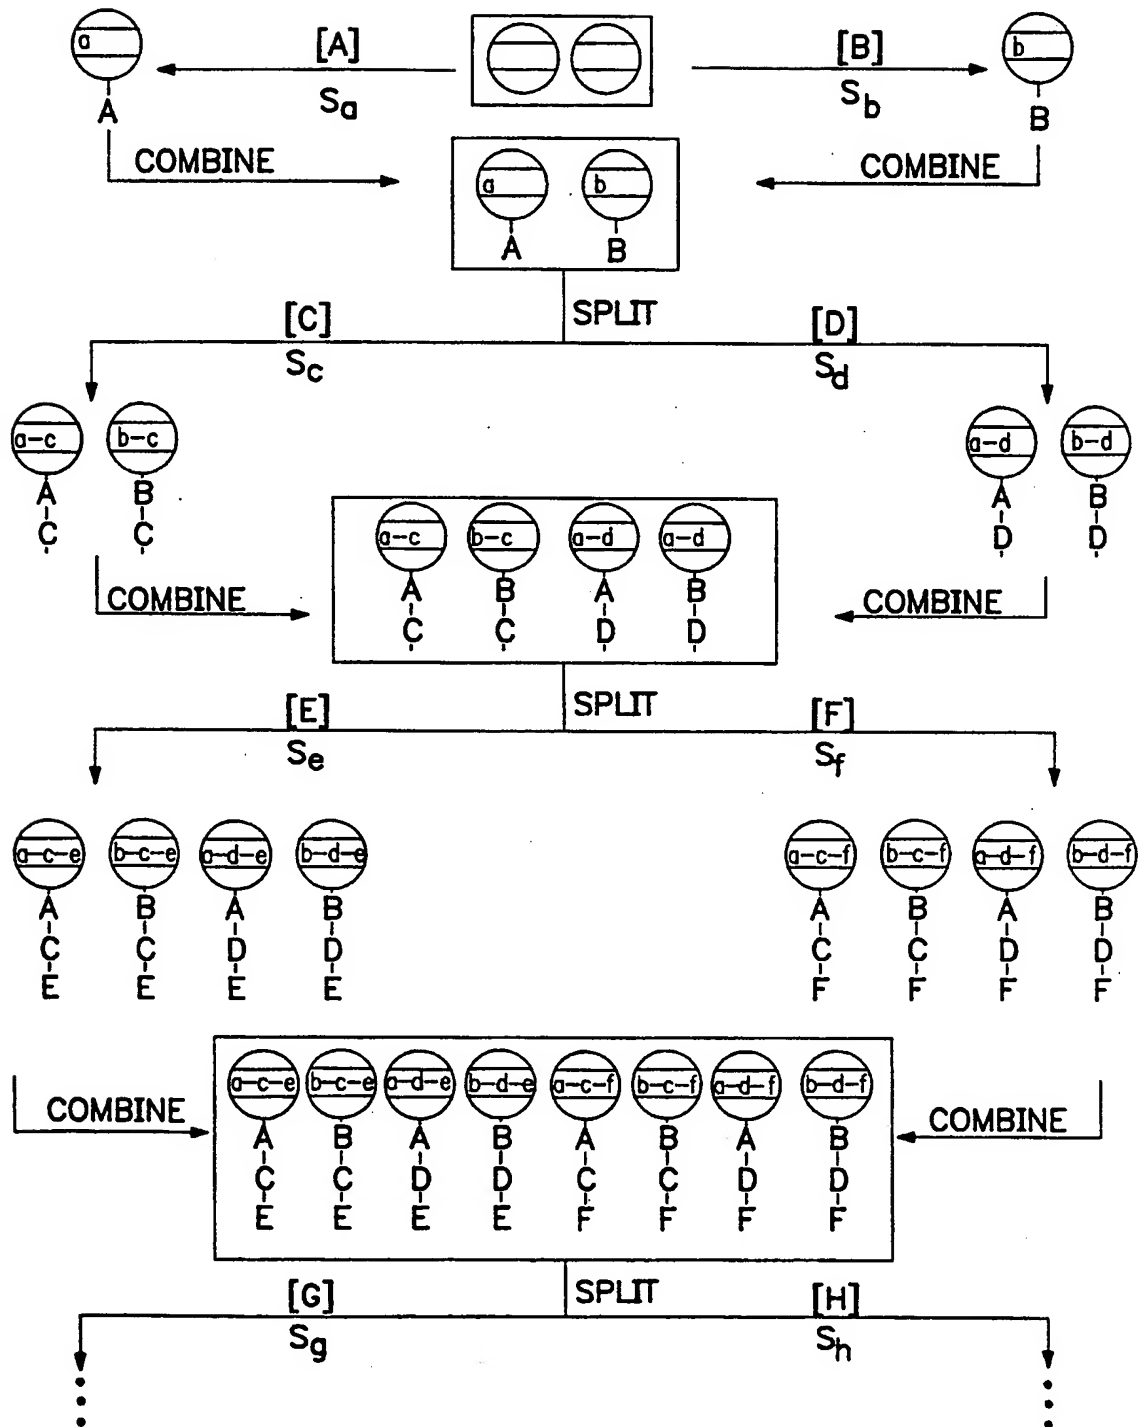 a [A] [B] b
Sa Sb
A B
COMBINE COMBINE
a b
A B
SPLIT
[C] [D]
Sc Sd
a-c b-c a-d b-d
A B A B
C C D D
a-c b-c a-d a-d
A B A B
C C D D
COMBINE COMBINE
SPLIT
[E] [F]
Se Sf
a-c-e b-c-e a-d-e b-d-e a-c-f b-c-f a-d-f b-d-f
A B A B A B A B
C C D D C C D D
E E E E F F F F
a-c-e b-c-e a-d-e b-d-e a-c-f b-c-f a-d-f b-d-f
COMBINE COMBINE
A B A B A B A B
C C D D C C D D
E E E E F F F F
SPLIT
[G] [H]
Sg Sh